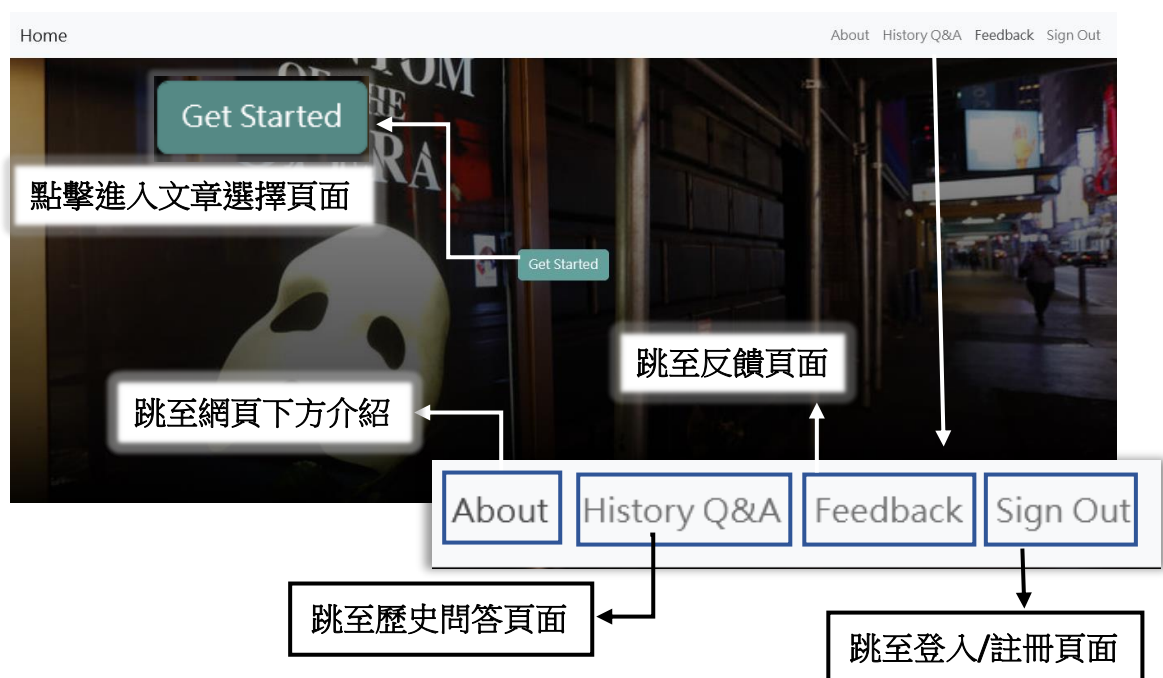 Home
About History Q&A Feedback Sign Out
Get Started
點擊進入文章選擇頁面
Get Started
跳至反饋頁面
跳至網頁下方介紹
About History Q&A Feedback Sign Out
跳至歷史問答頁面
跳至登入/註冊頁面